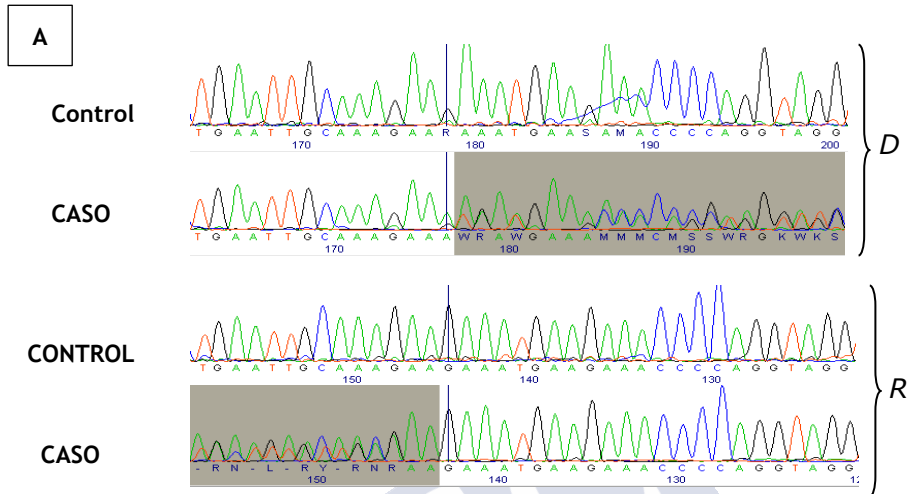 A
Control
T G A A T T G C A A A G A A R A A A T G A A S A M A C C C C A G G T A G G
170 180 190 200
D
CASO
T G A A T T G C A A A G A A A W R A W G A A A M M M C M S S W R G K W K S
170 180 190
CONTROL
T G A A T T G C A A A G A A G A A A T G A A G A A A C C C C A G G T A G G
150 140 130
R
CASO
- R N - L - R Y - R N R A A G A A A T G A A G A A A C C C C A G G T A G G
150 140 130